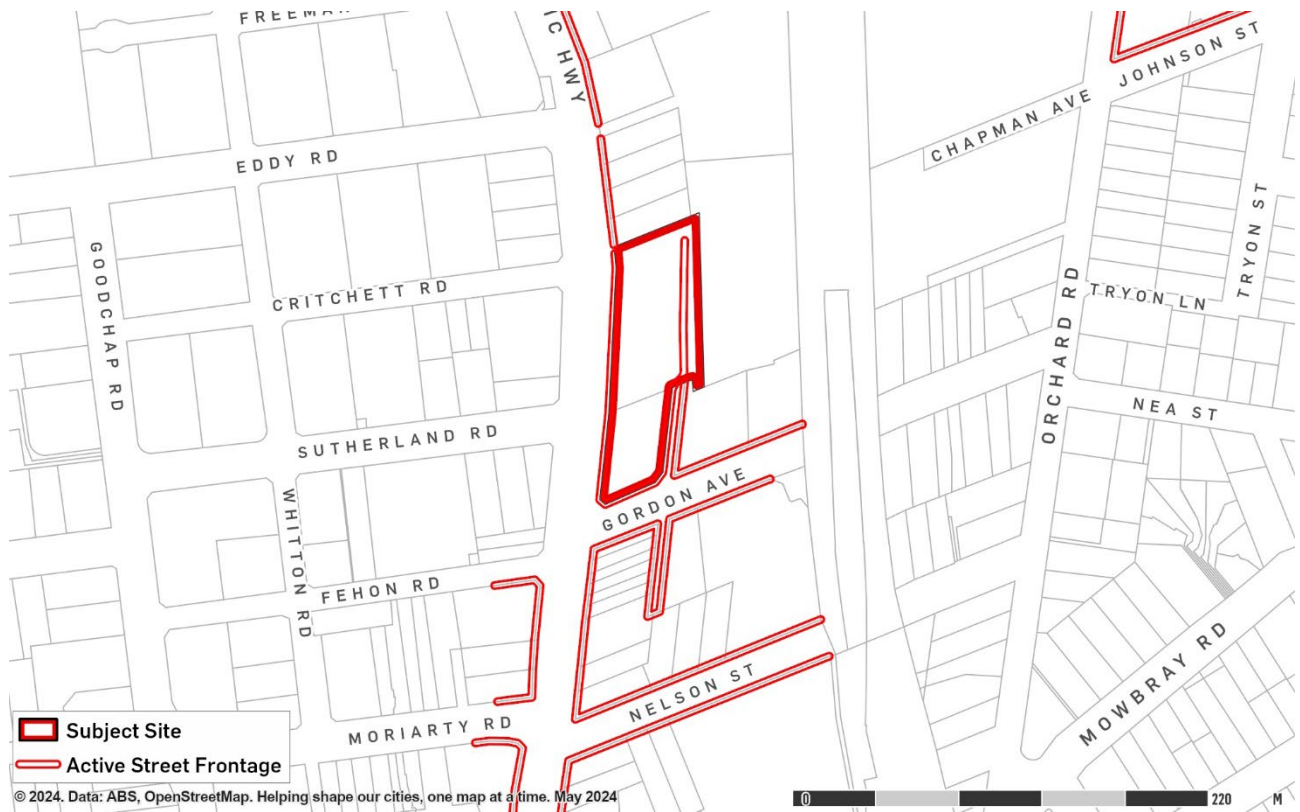 FREEMAN
IC HWY
JOHNSON ST
CHAPMAN AVE
EDDY RD
TRYON ST
GOODCHAP RD
CRITCHETT RD
TRYON LN
ORCHARD RD
NEA ST
SUTHERLAND RD
WHITTON RD
GORDON AVE
FEHON RD
MOWBRAY RD
NELSON ST
MORIARTY RD
Subject Site
Active Street Frontage
© 2024. Data: ABS, OpenStreetMap. Helping shape our cities, one map at a time. May 2024
0 220 M